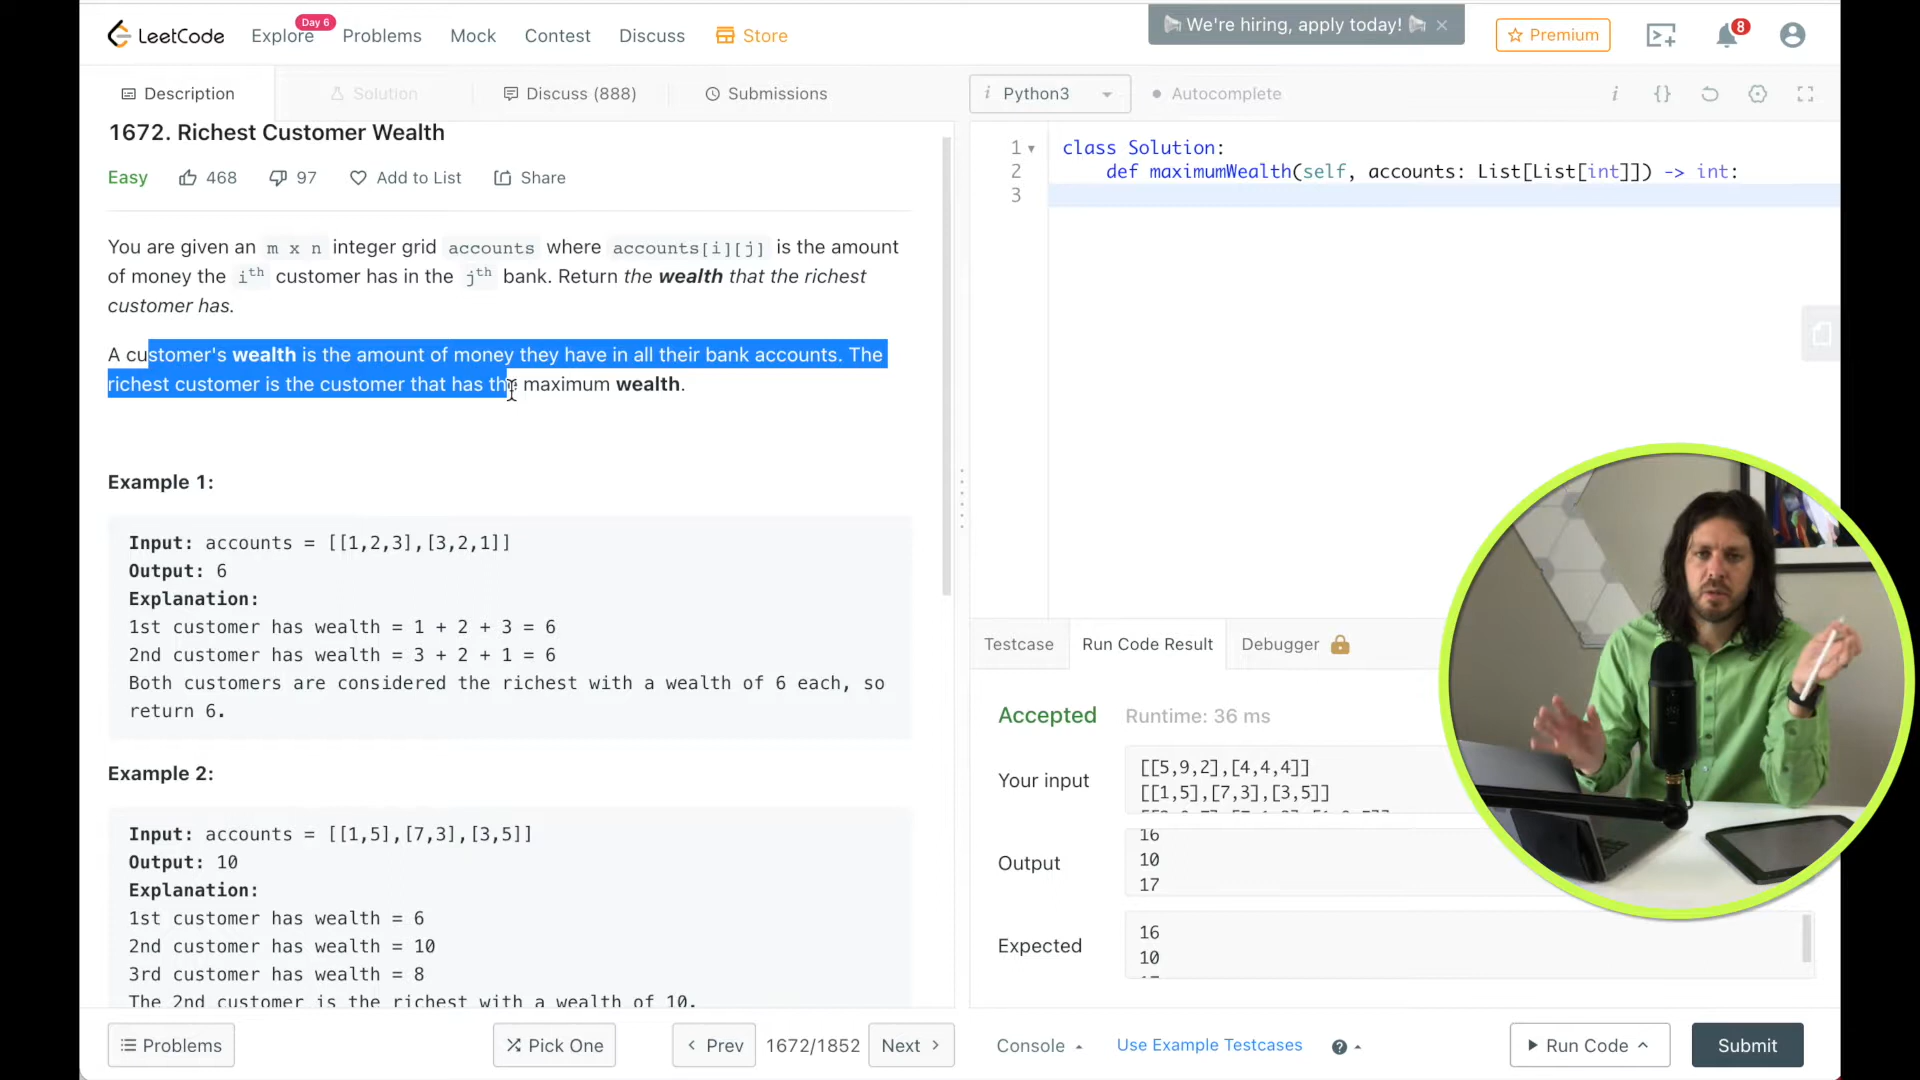 LeetCode
Explore
Day 6
Problems
Mock
Contest
Discuss
Store
We're hiring, apply today!
Premium
8
Description
Solution
Discuss (888)
Submissions
i Python3
Autocomplete
i {}
1672. Richest Customer Wealth
Easy
468
97
Add to List
Share
You are given an m x n integer grid accounts where accounts[i][j] is the amount
of money the ith customer has in the jth bank. Return the wealth that the richest
customer has.
A customer's wealth is the amount of money they have in all their bank accounts. The
richest customer is the customer that has the maximum wealth.
Example 1:
Input: accounts = [[1,2,3],[3,2,1]]
Output: 6
Explanation:
1st customer has wealth = 1 + 2 + 3 = 6
2nd customer has wealth = 3 + 2 + 1 = 6
Both customers are considered the richest with a wealth of 6 each, so
return 6.
Example 2:
Input: accounts = [[1,5],[7,3],[3,5]]
Output: 10
Explanation:
1st customer has wealth = 6
2nd customer has wealth = 10
3rd customer has wealth = 8
The 2nd customer is the richest with a wealth of 10.
Problems
Pick One
< Prev
1672/1852
Next >
1 class Solution:
2 def maximumWealth(self, accounts: List[List[int]]) -> int:
3
Testcase
Run Code Result
Debugger
Accepted
Runtime: 36 ms
Your input
[[5,9,2],[4,4,4]]
[[1,5],[7,3],[3,5]]
Output
16
10
17
Expected
16
10
Console
Use Example Testcases
?
Run Code
Submit